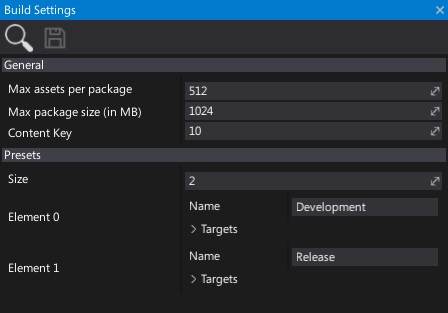 Build Settings
General
Max assets per package 512
Max package size (in MB) 1024
Content Key 10
Presets
Size 2
Element 0 Name Development
> Targets
Element 1 Name Release
> Targets